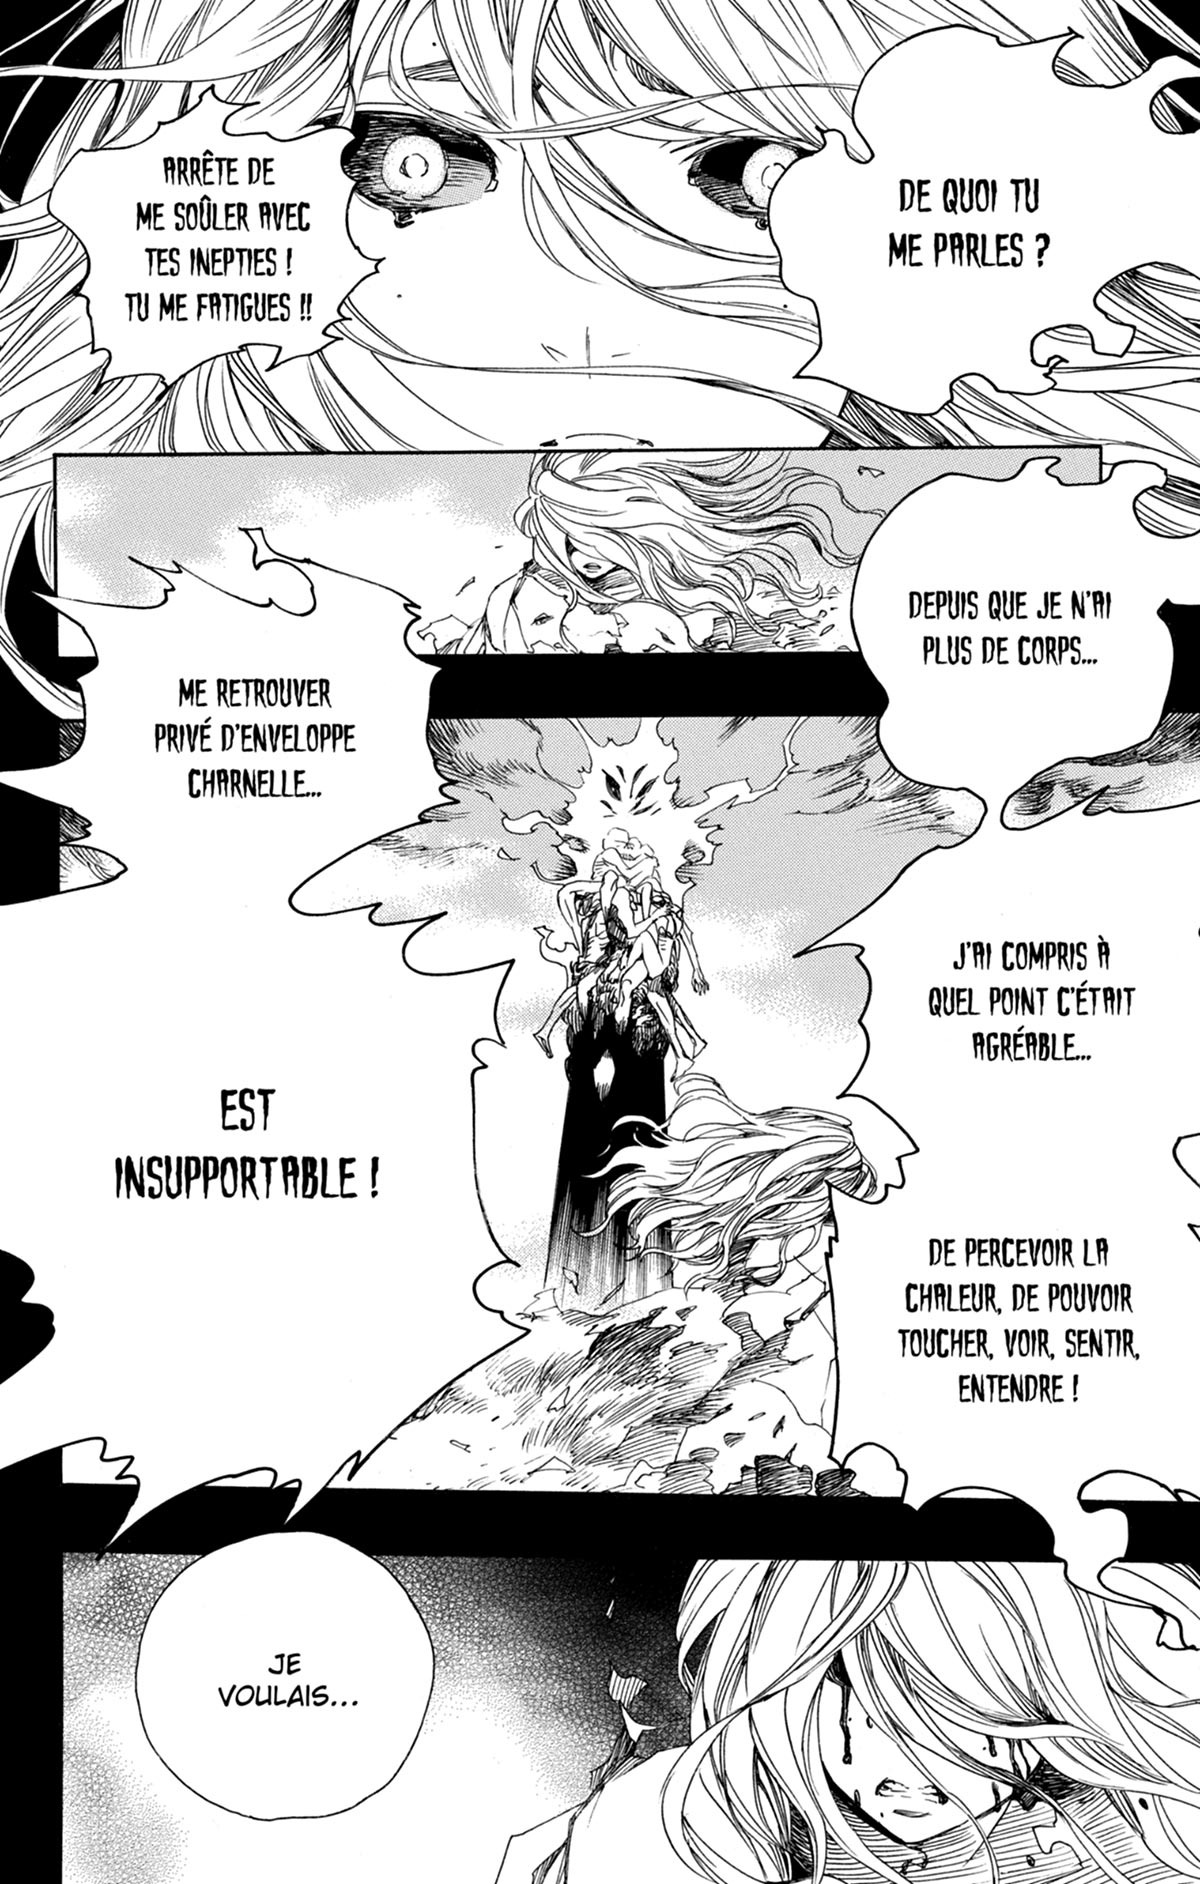 DE QUOI TU
ME PARLES ?
ARRÊTE DE
ME SOÛLER AVEC
TES INEPTIES !
TU ME FATIGUES !!
DEPUIS QUE JE N'AI
PLUS DE CORPS...
J'AI COMPRIS À
QUEL POINT C'ÉTAIT
AGRÉABLE...
DE PERCEVOIR LA
CHALEUR, DE POUVOIR
TOUCHER, VOIR, SENTIR,
ENTENDRE !
ME RETROUVER
PRIVÉ D'ENVELOPPE
CHARNELLE...
EST
INSUPPORTABLE !
JE
VOULAIS...